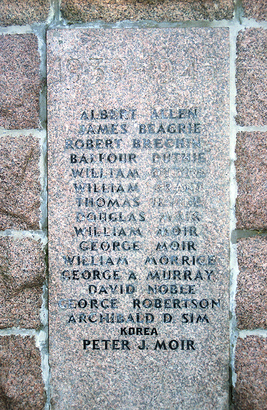 ALBERT ALLEN
JAMES BEAGRIE
ROBERT BRECHIN
BALFOUR DUTHIE
WILLIAM
WILLIAM
THOMAS
DOUGLAS MAIR
WILLIAM MOIR
GEORGE MOIR
WILLIAM MORRICE
GEORGE A. MURRAY
DAVID NOBLE
GEORGE ROBERTSON
ARCHIBALD D. SIM
KOREA
PETER J. MOIR